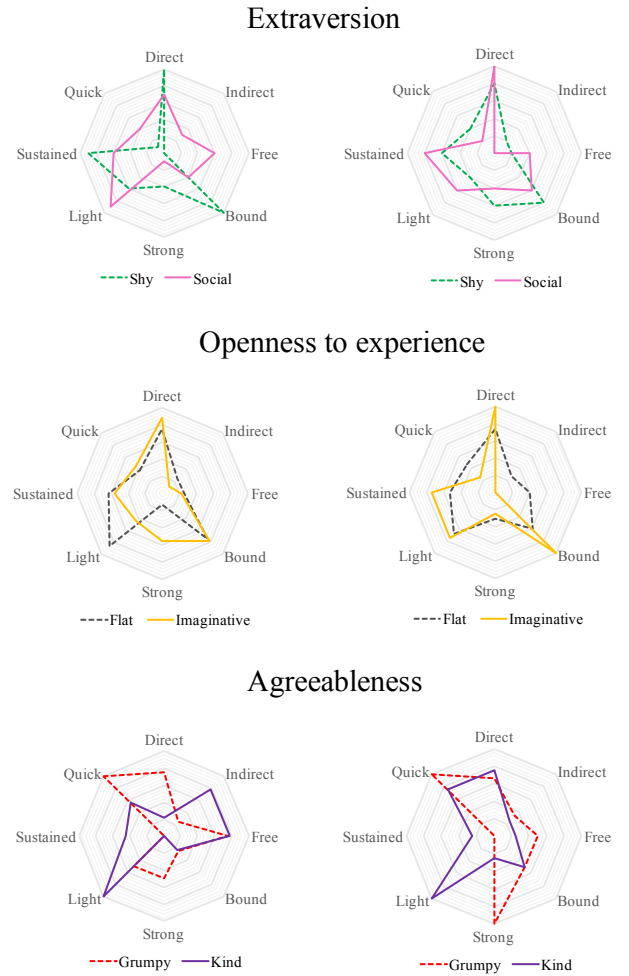 Extraversion
Direct
Quick
Indirect
Sustained
Free
Light
Bound
Strong
Shy
Social
Direct
Quick
Indirect
Sustained
Free
Light
Bound
Strong
Shy
Social
Openness to experience
Direct
Quick
Indirect
Sustained
Free
Light
Bound
Strong
Flat
Imaginative
Direct
Quick
Indirect
Sustained
Free
Light
Bound
Strong
Flat
Imaginative
Agreeableness
Direct
Quick
Indirect
Sustained
Free
Light
Bound
Strong
Grumpy
Kind
Direct
Quick
Indirect
Sustained
Free
Light
Bound
Strong
Grumpy
Kind